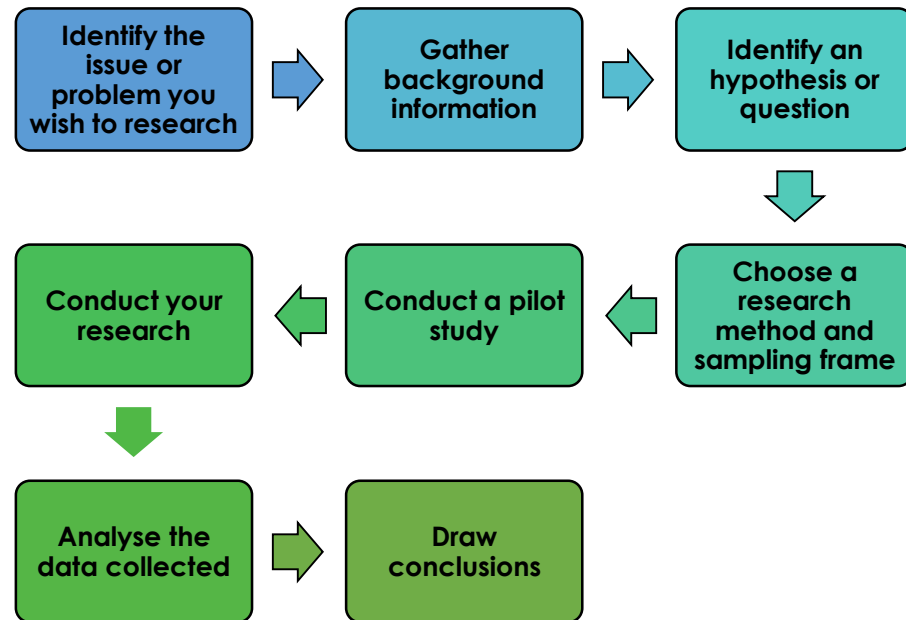 Identify the
issue or
problem you
wish to research
Gather
background
information
Identify an
hypothesis or
question
Choose a
research
method and
sampling frame
Conduct a pilot
study
Conduct your
research
Analyse the
data collected
Draw
conclusions